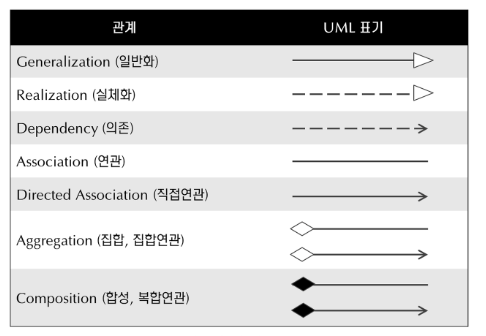 관계 UML 표기
Generalization (일반화)
Realization (실체화)
Dependency (의존)
Association (연관)
Directed Association (직접연관)
Aggregation (집합, 집합연관)
Composition (합성, 복합연관)